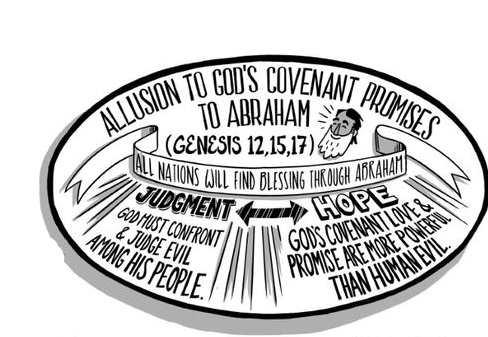 ALLUSION TO GOD'S COVENANT PROMISES
TO ABRAHAM
(GENESIS 12,15,17)
ALL NATIONS WILL FIND BLESSING THROUGH ABRAHAM
JUDGMENT
GOD MUST CONFRONT
& JUDGE EVIL
AMONG HIS PEOPLE.
HOPE
GOD'S COVENANT LOVE &
PROMISE ARE MORE POWERFUL
THAN HUMAN EVIL.